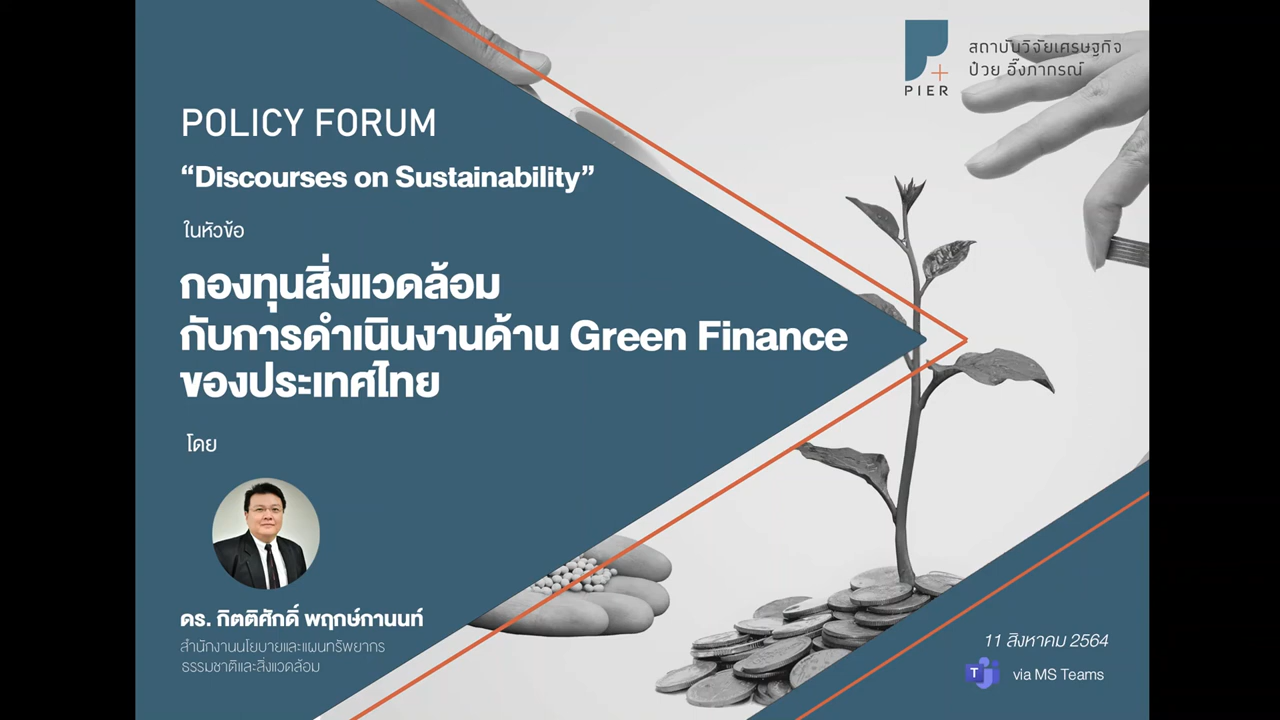 PIER
สถาบันวิจัยเศรษฐกิจ
ป๋วย อึ๊งภากรณ์
POLICY FORUM
“Discourses on Sustainability”
ในหัวข้อ
กองทุนสิ่งแวดล้อม
กับการดำเนินงานด้าน Green Finance
ของประเทศไทย
โดย
ดร. กิตติศักดิ์ พฤกษ์กานนท์
สำนักงานนโยบายและแผนทรัพยากร
ธรรมชาติและสิ่งแวดล้อม
11 สิงหาคม 2564
T
via MS Teams